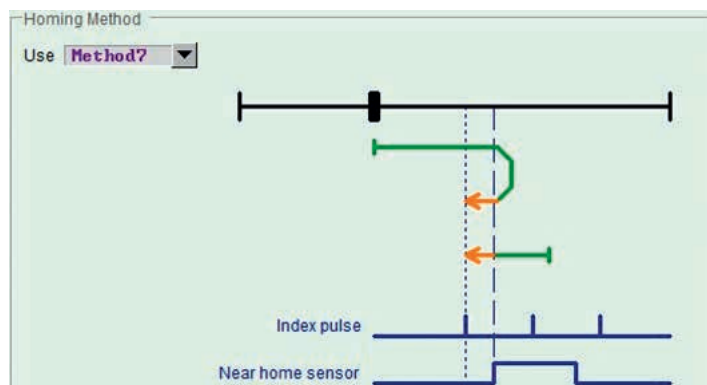 Homing Method
Use Method7
Index pulse
Near home sensor